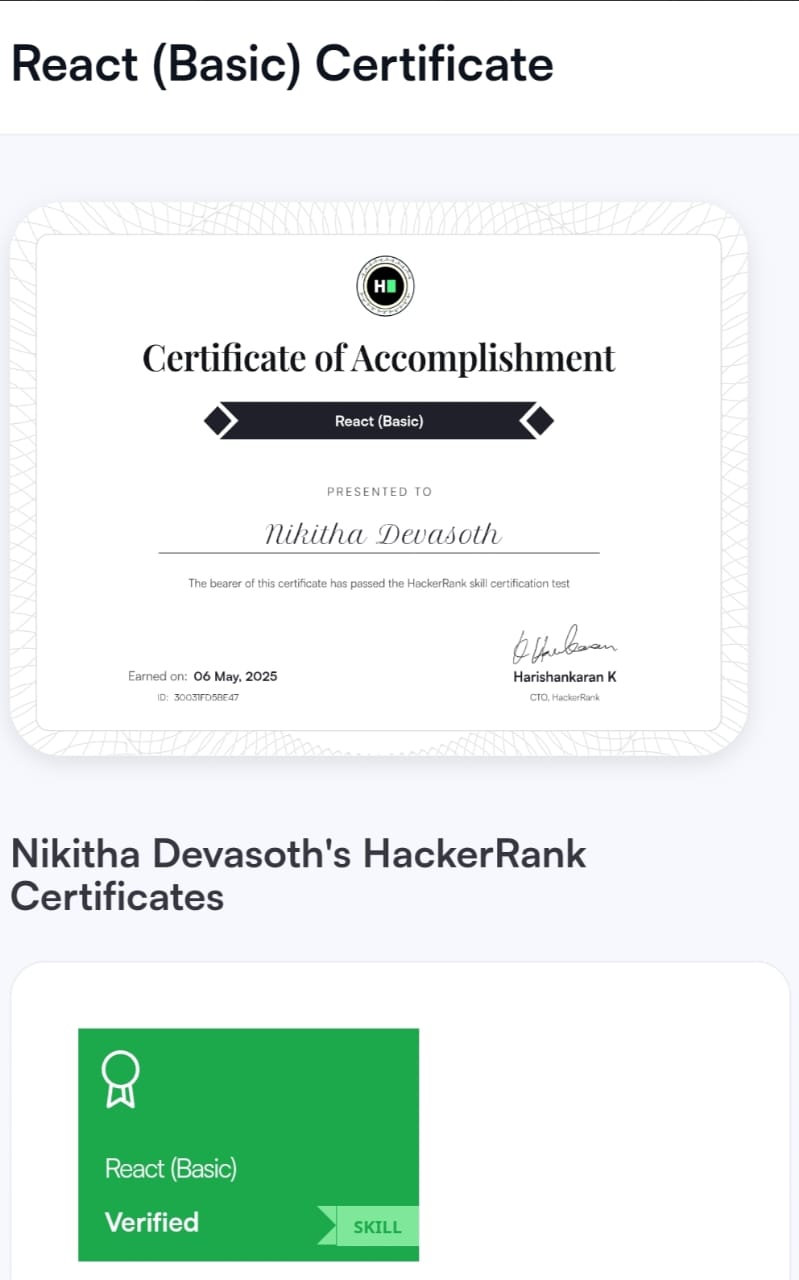 React (Basic) Certificate
H
Certificate of Accomplishment
React (Basic)
PRESENTED TO
Nikitha Devasoth
The bearer of this certificate has passed the HackerRank skill certification test
Earned on: 06 May, 2025
ID: 30031FD5BE47
Harishankaran K
CTO, HackerRank
Nikitha Devasoth's HackerRank
Certificates
React (Basic)
Verified
SKILL